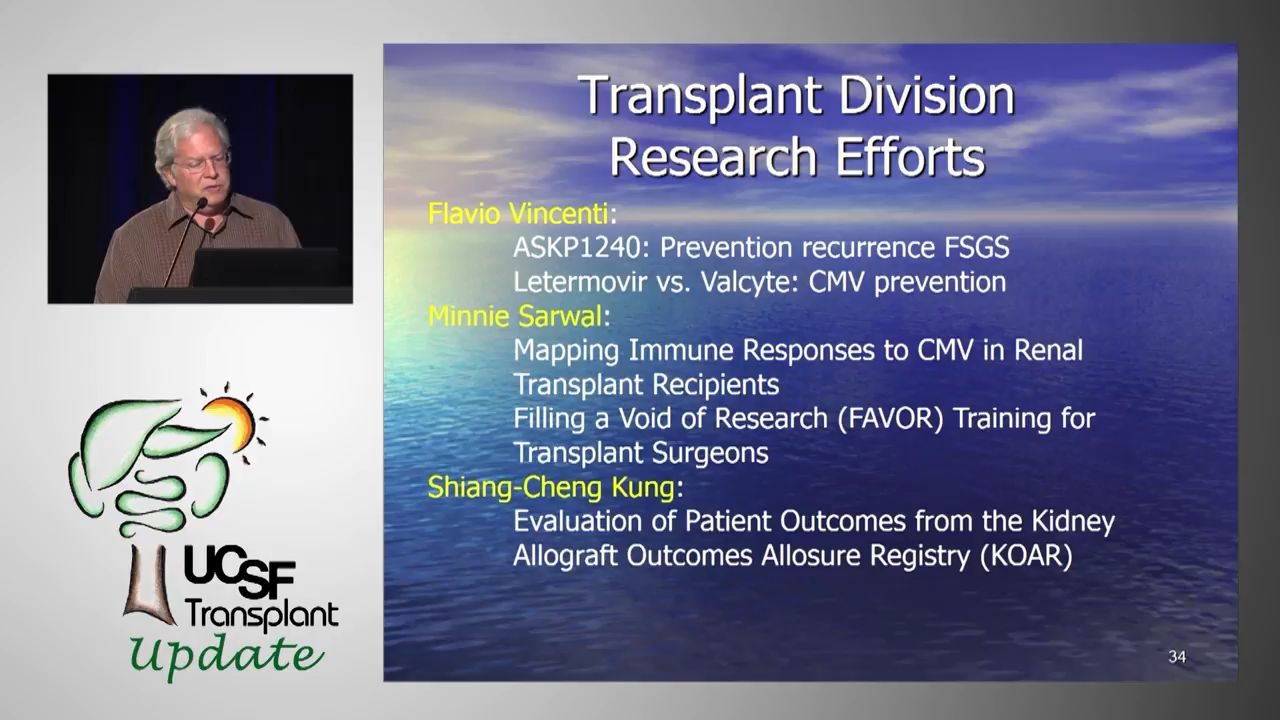 Transplant Division
Research Efforts
Flavio Vincenti:
ASKP1240: Prevention recurrence FSGS
Letermovir vs. Valcyte: CMV prevention
Minnie Sarwal:
Mapping Immune Responses to CMV in Renal
Transplant Recipients
Filling a Void of Research (FAVOR) Training for
Transplant Surgeons
Shiang-Cheng Kung:
Evaluation of Patient Outcomes from the Kidney
Allograft Outcomes Allosure Registry (KOAR)
34
UCSF
Transplant
Update